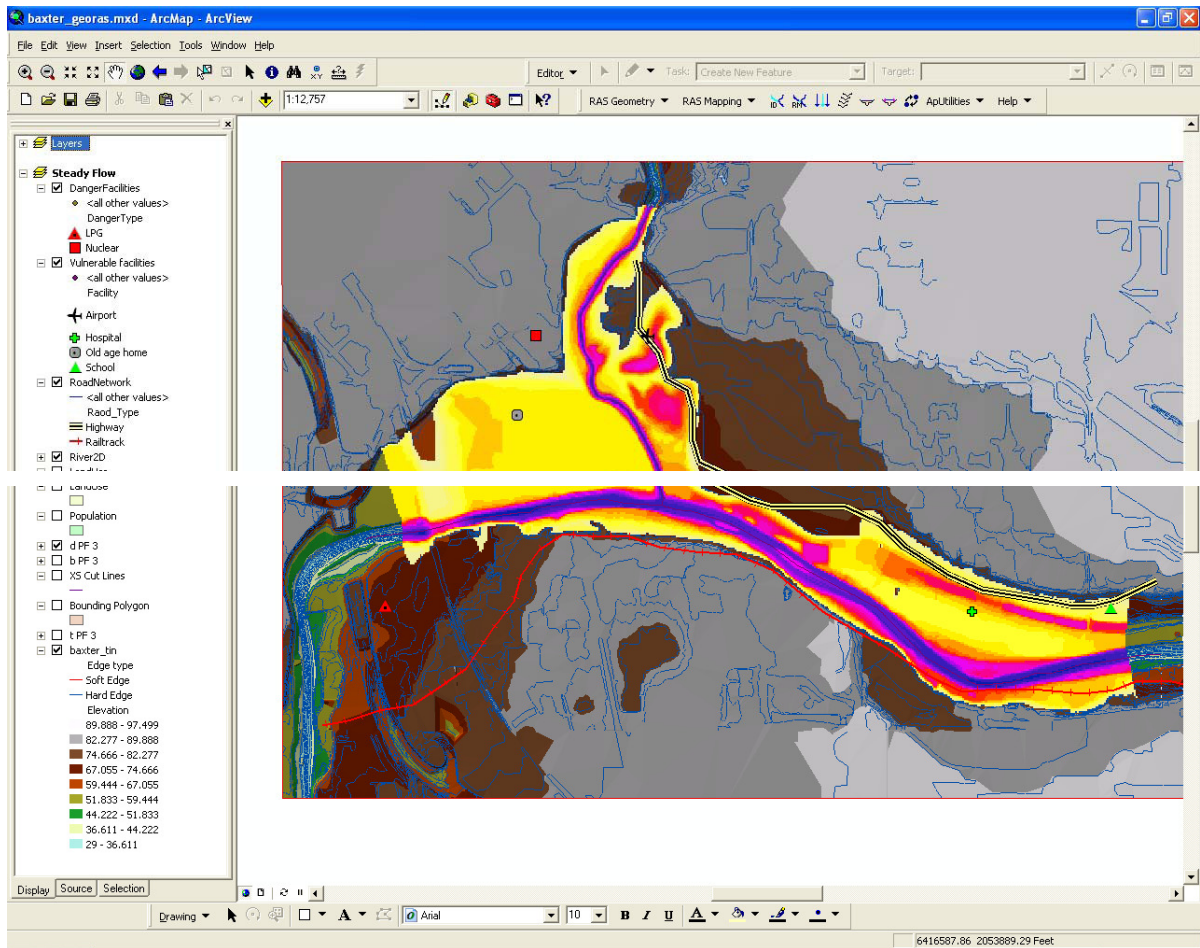 baxter_georas.mxd - ArcMap - ArcView
File Edit View Insert Selection Tools Window Help
Editor Task: Create New Feature Target:
1:12,757 RAS Geometry RAS Mapping ApUtilities Help
Layers
Steady Flow
DangerFacilities
<all other values>
DangerType
LPG
Nuclear
Vulnerable facilities
<all other values>
Facility
Airport
Hospital
Old age home
School
RoadNetwork
<all other values>
Raod_Type
Highway
Railtrack
River2D
Population
d PF 3
b PF 3
XS Cut Lines
Bounding Polygon
t PF 3
baxter_tin
Edge type
Soft Edge
Hard Edge
Elevation
89.888 - 97.499
82.277 - 89.888
74.666 - 82.277
67.055 - 74.666
59.444 - 67.055
51.833 - 59.444
44.222 - 51.833
36.611 - 44.222
29 - 36.611
Display Source Selection
Drawing A Arial 10 B I U A
6416587.86 2053889.29 Feet